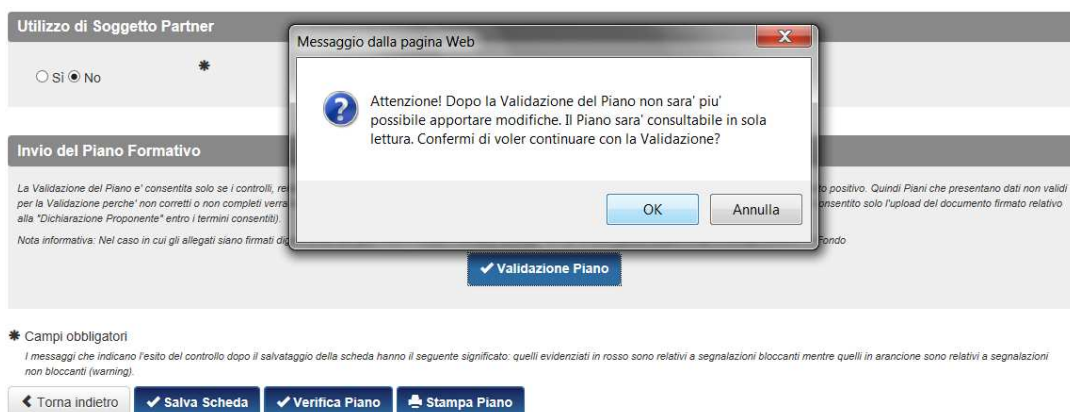 Utilizzo di Soggetto Partner
Sì No *
Messaggio dalla pagina Web
X
?
Attenzione! Dopo la Validazione del Piano non sara' piu'
possibile apportare modifiche. Il Piano sara' consultabile in sola
lettura. Confermi di voler continuare con la Validazione?
OK Annulla
Invio del Piano Formativo
La Validazione del Piano e' consentita solo se i controlli, to positivo. Quindi Piani che presentano dati non validi
per la Validazione perche' non corretti o non completi verra onsentito solo l'upload del documento firmato relativo
alla "Dichiarazione Proponente" entro i termini consentiti).
Nota informativa: Nel caso in cui gli allegati siano firmati dig Fondo
Validazione Piano
* Campi obbligatori
I messaggi che indicano l'esito del controllo dopo il salvataggio della scheda hanno il seguente significato: quelli evidenziati in rosso sono relativi a segnalazioni bloccanti mentre quelli in arancione sono relativi a segnalazioni
non bloccanti (warning).
Torna indietro Salva Scheda Verifica Piano Stampa Piano